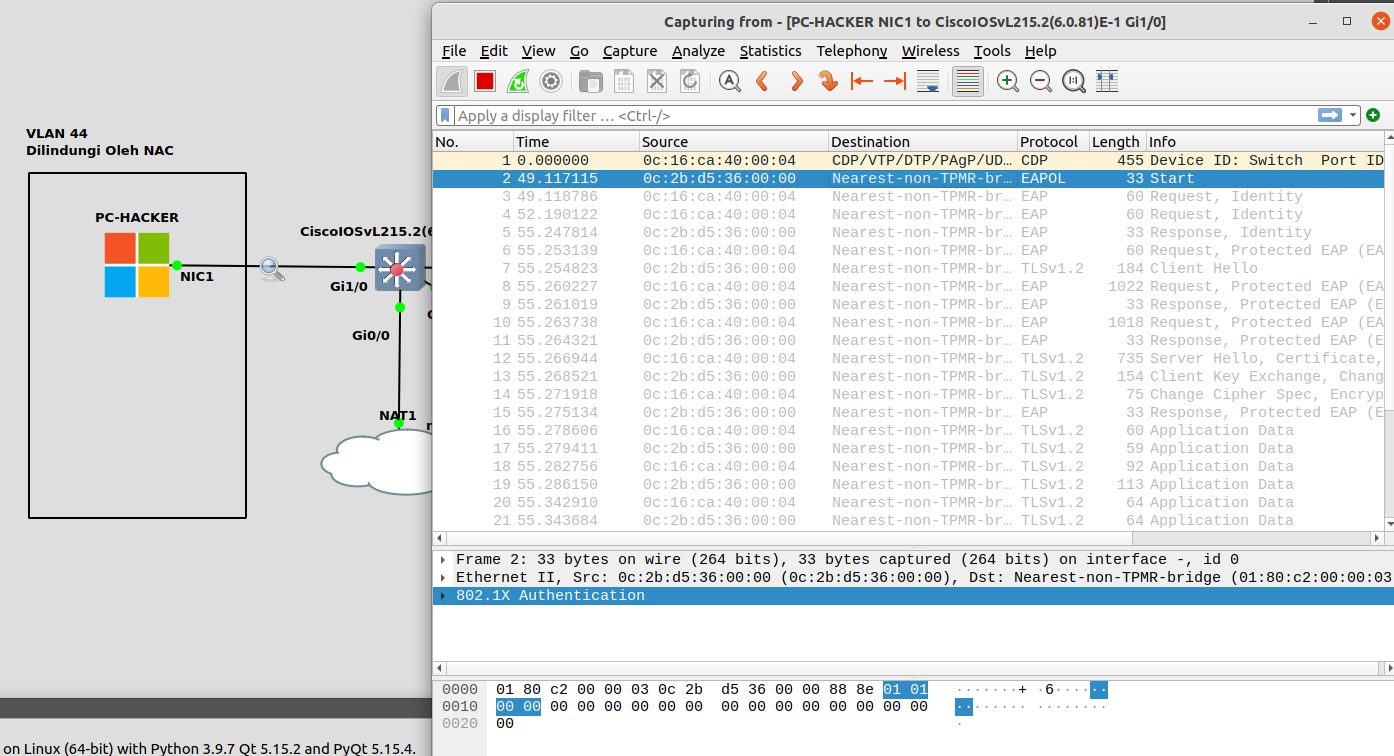 Capturing from - [PC-HACKER NIC1 to CiscoIOSvL215.2(6.0.81)E-1 Gi1/0]
File Edit View Go Capture Analyze Statistics Telephony Wireless Tools Help
Apply a display filter … <Ctrl-/>
No. Time Source Destination Protocol Length Info
1 0.000000 0c:16:ca:40:00:04 CDP/VTP/DTP/PAgP/UD… CDP 455 Device ID: Switch Port ID
2 49.117115 0c:2b:d5:36:00:00 Nearest-non-TPMR-br… EAPOL 33 Start
3 49.118786 0c:16:ca:40:00:04 Nearest-non-TPMR-br… EAP 60 Request, Identity
4 52.190122 0c:16:ca:40:00:04 Nearest-non-TPMR-br… EAP 60 Request, Identity
5 55.247814 0c:2b:d5:36:00:00 Nearest-non-TPMR-br… EAP 33 Response, Identity
6 55.253139 0c:16:ca:40:00:04 Nearest-non-TPMR-br… EAP 60 Request, Protected EAP (EA
7 55.254823 0c:2b:d5:36:00:00 Nearest-non-TPMR-br… TLSv1.2 184 Client Hello
8 55.260227 0c:16:ca:40:00:04 Nearest-non-TPMR-br… EAP 1022 Request, Protected EAP (EA
9 55.261019 0c:2b:d5:36:00:00 Nearest-non-TPMR-br… EAP 33 Response, Protected EAP (E
10 55.263738 0c:16:ca:40:00:04 Nearest-non-TPMR-br… EAP 1018 Request, Protected EAP (EA
11 55.264321 0c:2b:d5:36:00:00 Nearest-non-TPMR-br… EAP 33 Response, Protected EAP (E
12 55.266944 0c:16:ca:40:00:04 Nearest-non-TPMR-br… TLSv1.2 735 Server Hello, Certificate,
13 55.268521 0c:2b:d5:36:00:00 Nearest-non-TPMR-br… TLSv1.2 154 Client Key Exchange, Chang
14 55.271918 0c:16:ca:40:00:04 Nearest-non-TPMR-br… TLSv1.2 75 Change Cipher Spec, Encryp
15 55.275134 0c:2b:d5:36:00:00 Nearest-non-TPMR-br… EAP 33 Response, Protected EAP (E
16 55.278606 0c:16:ca:40:00:04 Nearest-non-TPMR-br… TLSv1.2 60 Application Data
17 55.279411 0c:2b:d5:36:00:00 Nearest-non-TPMR-br… TLSv1.2 59 Application Data
18 55.282756 0c:16:ca:40:00:04 Nearest-non-TPMR-br… TLSv1.2 92 Application Data
19 55.286150 0c:2b:d5:36:00:00 Nearest-non-TPMR-br… TLSv1.2 113 Application Data
20 55.342910 0c:16:ca:40:00:04 Nearest-non-TPMR-br… TLSv1.2 64 Application Data
21 55.343684 0c:2b:d5:36:00:00 Nearest-non-TPMR-br… TLSv1.2 64 Application Data
Frame 2: 33 bytes on wire (264 bits), 33 bytes captured (264 bits) on interface -, id 0
Ethernet II, Src: 0c:2b:d5:36:00:00 (0c:2b:d5:36:00:00), Dst: Nearest-non-TPMR-bridge (01:80:c2:00:00:03
802.1X Authentication
0000 01 80 c2 00 00 03 0c 2b d5 36 00 00 88 8e 01 01 ·······+ ·6······
0010 00 00 00 00 00 00 00 00 00 00 00 00 00 00 00 00 ········ ········
0020 00 ·
VLAN 44
Dilindungi Oleh NAC
PC-HACKER
NIC1
CiscoIOSvL215.2(6
Gi1/0
Gi0/0
NAT1
on Linux (64-bit) with Python 3.9.7 Qt 5.15.2 and PyQt 5.15.4.